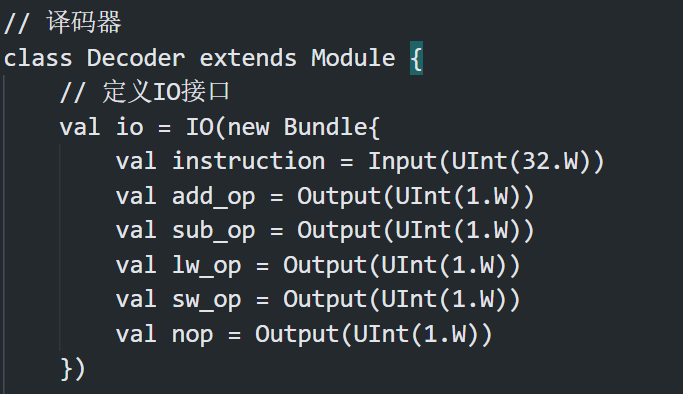 // 译码器
class Decoder extends Module {
// 定义IO接口
val io = IO(new Bundle{
val instruction = Input(UInt(32.W))
val add_op = Output(UInt(1.W))
val sub_op = Output(UInt(1.W))
val lw_op = Output(UInt(1.W))
val sw_op = Output(UInt(1.W))
val nop = Output(UInt(1.W))
})